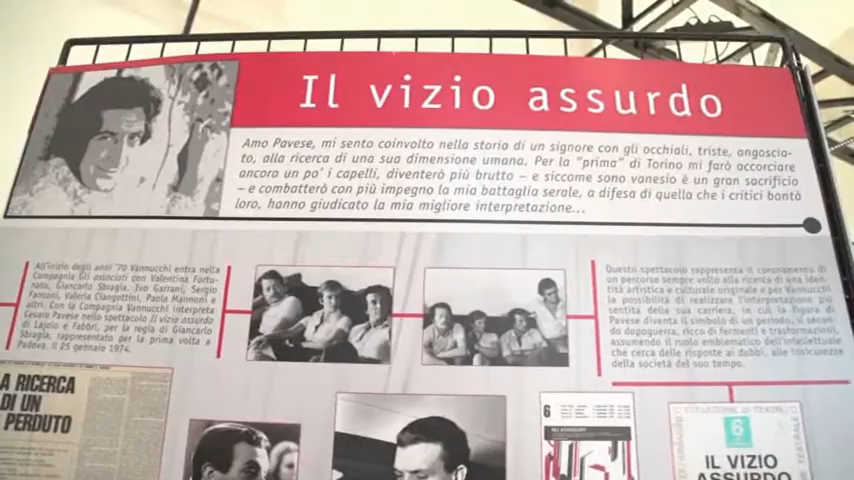 Il vizio assurdo
Amo Pavese, mi sento coinvolto nella storia di un signore con gli occhiali, triste, angoscia-
to, alla ricerca di una sua dimensione umana. Per la "prima" di Torino mi farò accorciare
ancora un po' i capelli, diventerò più brutto – e siccome sono vanesio è un gran sacrificio
– e combatterò con più impegno la mia battaglia serale, a difesa di quella che i critici bontà
loro, hanno giudicato la mia migliore interpretazione...
All'inizio degli anni '70 Vannucchi entra nella
Compagnia Gli associati con Valentina Fortu-
nato, Giancarlo Sbragia, Ivo Garrani, Sergio
Fantoni, Valeria Ciangottini, Paola Mannoni e
altri. Con la Compagnia Vannucchi interpreta
Cesare Pavese nello spettacolo Il vizio assurdo
di Lajolo e Fabbri, per la regia di Giancarlo
Sbragia, rappresentato per la prima volta a
Padova, il 25 gennaio 1974.
Questo spettacolo rappresenta il coronamento di
un percorso sempre volto alla ricerca di una iden-
tità artistica e culturale originale e per Vannucchi
la possibilità di realizzare l'interpretazione più
sentita della sua carriera, in cui la figura di
Pavese diventa il simbolo di un periodo, il secon-
do dopoguerra, ricco di fermenti e trasformazioni,
assumendo il ruolo emblematico dell'intellettuale
che cerca delle risposte ai dubbi, alle insicurezze
della società del suo tempo.
A RICERCA
DI UN
PERDUTO
6
6
IL VIZIO
ASSURDO